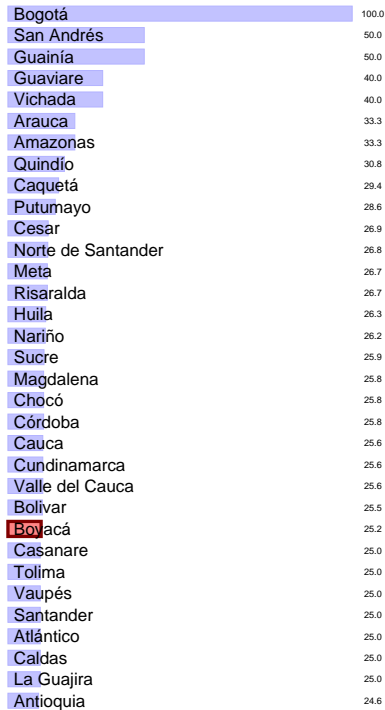 Bogotá 100.0
San Andrés 50.0
Guainía 50.0
Guaviare 40.0
Vichada 40.0
Arauca 33.3
Amazonas 33.3
Quindío 30.8
Caquetá 29.4
Putumayo 28.6
Cesar 26.9
Norte de Santander 26.8
Meta 26.7
Risaralda 26.7
Huila 26.3
Nariño 26.2
Sucre 25.9
Magdalena 25.8
Chocó 25.8
Córdoba 25.8
Cauca 25.6
Cundinamarca 25.6
Valle del Cauca 25.6
Bolivar 25.5
Boyacá 25.2
Casanare 25.0
Tolima 25.0
Vaupés 25.0
Santander 25.0
Atlántico 25.0
Caldas 25.0
La Guajira 25.0
Antioquia 24.6